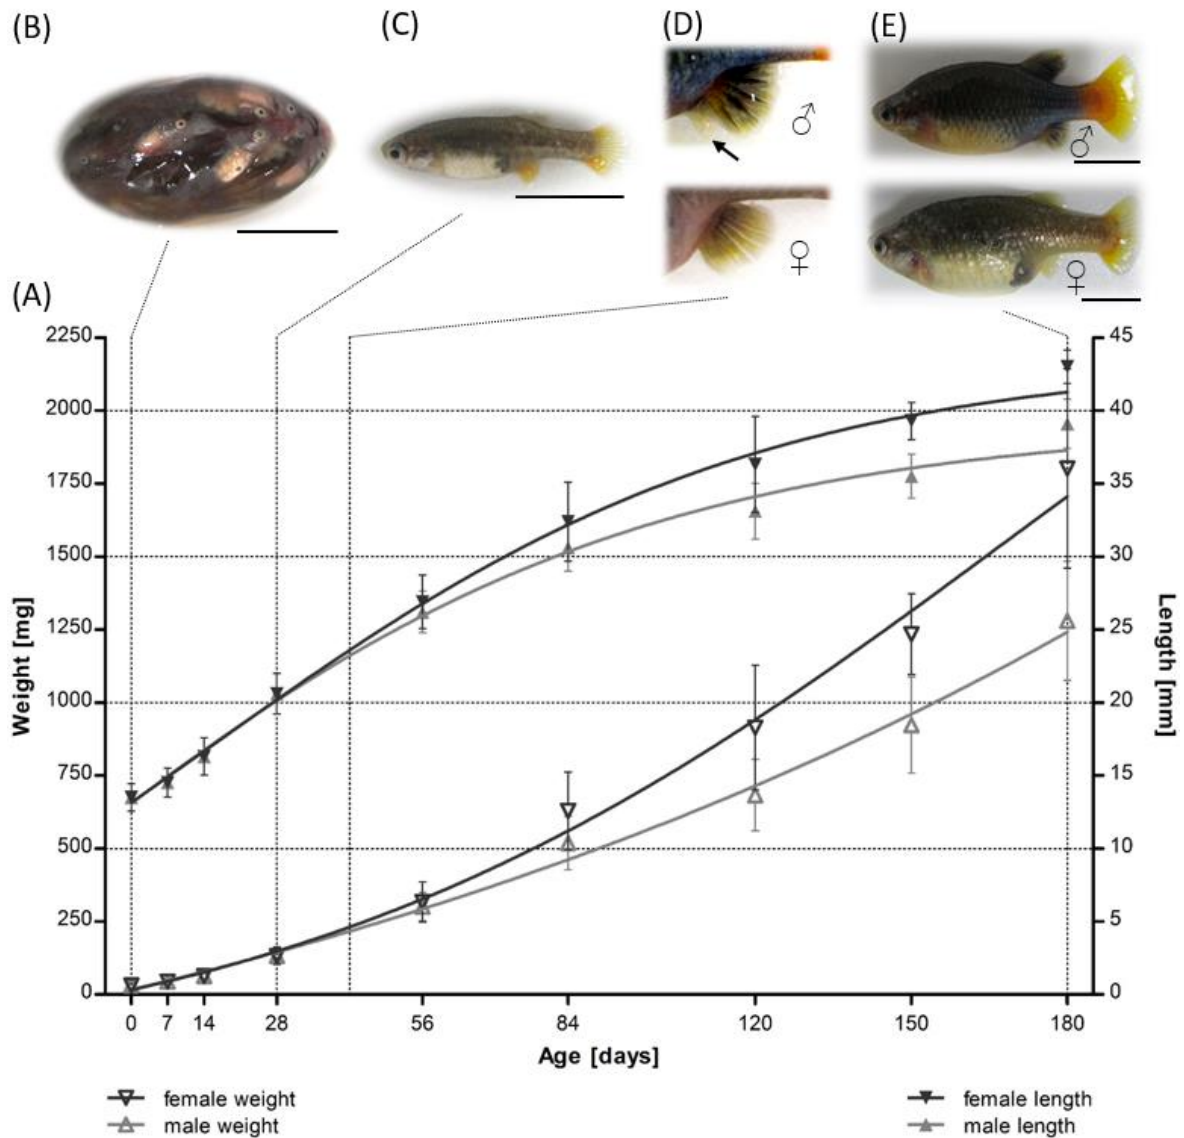 (B)
(C)
(D)
(E)
♂
♂
♀
♀
(A)
2250
2000
1750
1500
1250
1000
750
500
250
0
Weight [mg]
45
40
35
30
25
20
15
10
5
0
Length [mm]
0 7 14 28 56 84 120 150 180
Age [days]
female weight
male weight
female length
male length